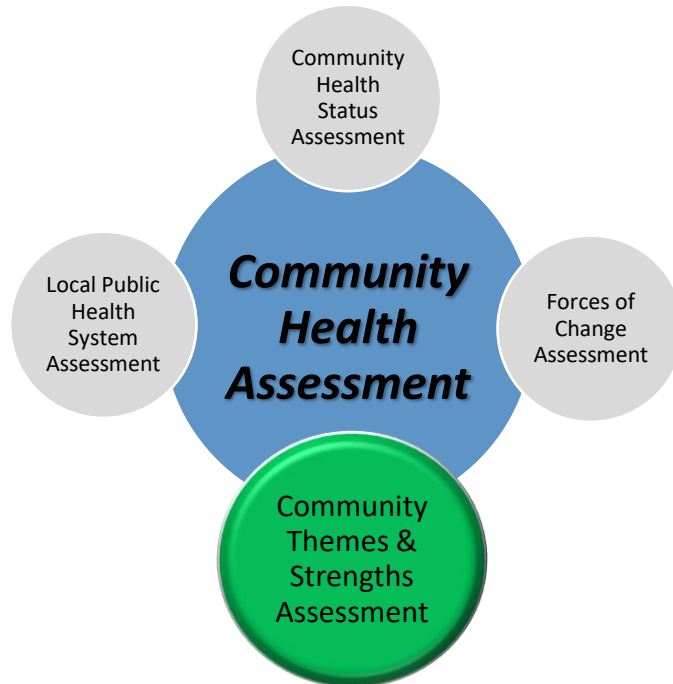 Community
Health
Status
Assessment
Local Public
Health
System
Assessment
Community
Health
Assessment
Forces of
Change
Assessment
Community
Themes &
Strengths
Assessment